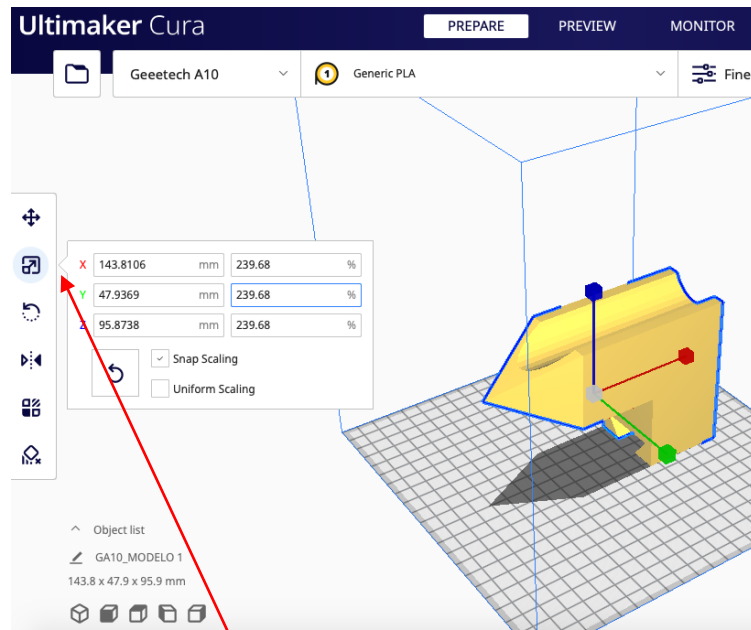 Ultimaker Cura PREPARE PREVIEW MONITOR
Geeetech A10 1 Generic PLA Fine
X 143.8106 mm 239.68 %
Y 47.9369 mm 239.68 %
Z 95.8738 mm 239.68 %
Snap Scaling
Uniform Scaling
Object list
GA10_MODELO 1
143.8 x 47.9 x 95.9 mm